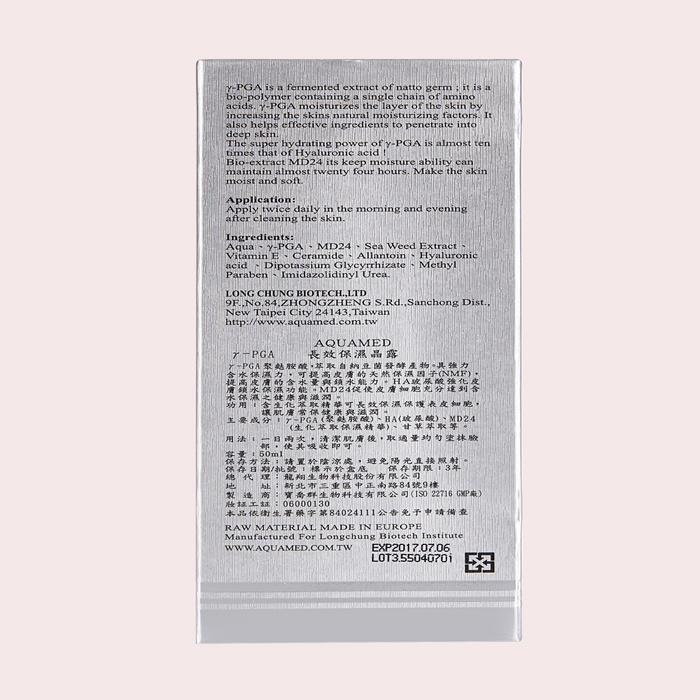 γ-PGA is a fermented extract of natto germ ; it is a
bio-polymer containing a single chain of amino
acids. γ-PGA moisturizes the layer of the skin by
increasing the skins natural moisturizing factors. It
also helps effective ingredients to penetrate into
deep skin.
The super hydrating power of γ-PGA is almost ten
times that of Hyaluronic acid !
Bio-extract MD24 its keep moisture ability can
maintain almost twenty four hours. Make the skin
moist and soft.
Application:
Apply twice daily in the morning and evening
after cleaning the skin.
Ingredients:
Aqua、γ-PGA、MD24、Sea Weed Extract、
Vitamin E、Ceramide、Allantoin、Hyaluronic
acid、Dipotassium Glycyrrhizate、Methyl
Paraben、Imidazolidinyl Urea.
LONG CHUNG BIOTECH.,LTD
9F.,No.84,ZHONGZHENG S.Rd.,Sanchong Dist.,
New Taipei City 24143,Taiwan
http://www.aquamed.com.tw
AQUAMED
γ-PGA 長效保濕晶露
γ-PGA聚麩胺酸,萃取自納豆菌發酵產物。具強力
含水保濕力,可提高皮膚的天然保濕因子(NMF),
提高皮膚的含水量與鎖水能力。HA玻尿酸強化皮
膚鎖水保濕功能。MD24促使皮膚細胞充分達到含
水保濕之健康與滋潤。
功用:含生化萃取精華可長效保濕保護表皮細胞,
讓肌膚常保健康與滋潤。
主要成分:γ-PGA(聚麩胺酸)、HA(玻尿酸)、MD24
(生化萃取保濕精華)、甘草萃取等。
用法:一日兩次,清潔肌膚後,取適量均勻塗抹臉
部,使其吸收即可。
容量:50ml
保存方法:請置於陰涼處,避免陽光直接照射。
保存日期/批號:標示於盒底 保存期限:3年
總代理:龍翔生物科技股份有限公司
地址:新北市三重區中正南路84號9樓
製造商:寶喬群生物科技有限公司(ISO 22716 GMP廠)
妝証工証:06000130
本品依衛生署藥字第84024111公告免予申請備查
RAW MATERIAL MADE IN EUROPE
Manufactured For Longchung Biotech Institute
WWW.AQUAMED.COM.TW
EXP2017.07.06
LOT3.55040701